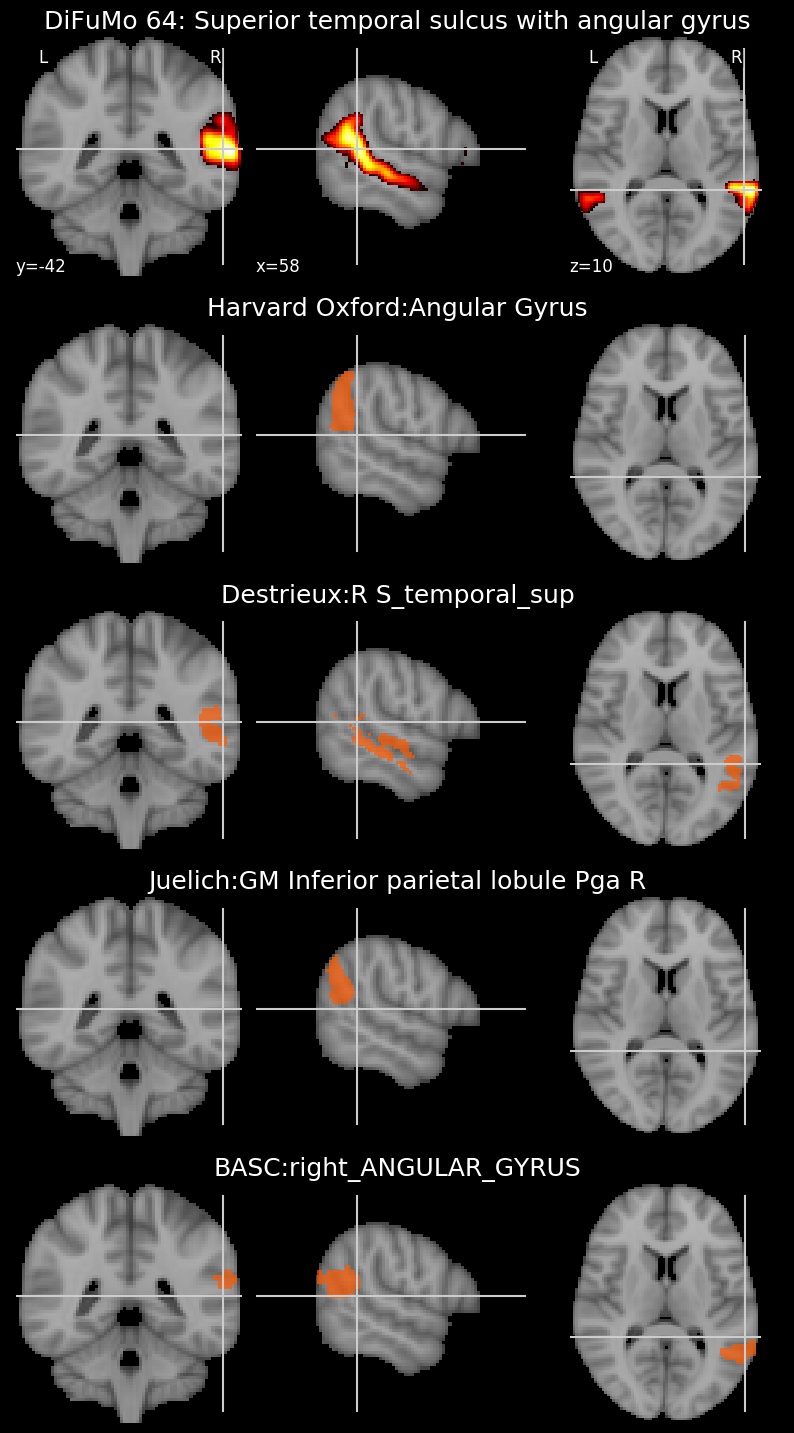 DiFuMo 64: Superior temporal sulcus with angular gyrus
L R L R
y=-42 x=58 z=10
Harvard Oxford:Angular Gyrus
Destrieux:R S_temporal_sup
Juelich:GM Inferior parietal lobule Pga R
BASC:right_ANGULAR_GYRUS